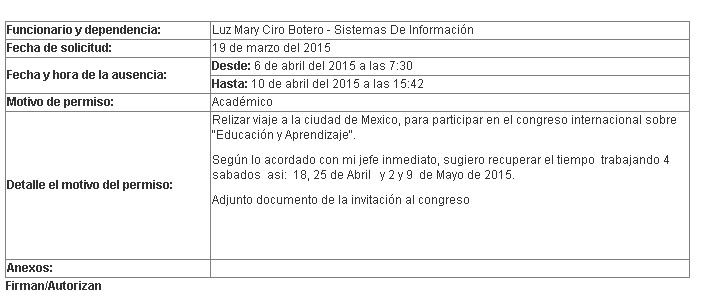 Funcionario y dependencia: Luz Mary Ciro Botero - Sistemas De Información
Fecha de solicitud: 19 de marzo del 2015
Fecha y hora de la ausencia: Desde: 6 de abril del 2015 a las 7:30
Hasta: 10 de abril del 2015 a las 15:42
Motivo de permiso: Académico
Detalle el motivo del permiso:
Relizar viaje a la ciudad de Mexico, para participar en el congreso internacional sobre
"Educación y Aprendizaje".
Según lo acordado con mi jefe inmediato, sugiero recuperar el tiempo trabajando 4
sabados asi: 18, 25 de Abril y 2 y 9 de Mayo de 2015.
Adjunto documento de la invitación al congreso
Anexos:
Firman/Autorizan